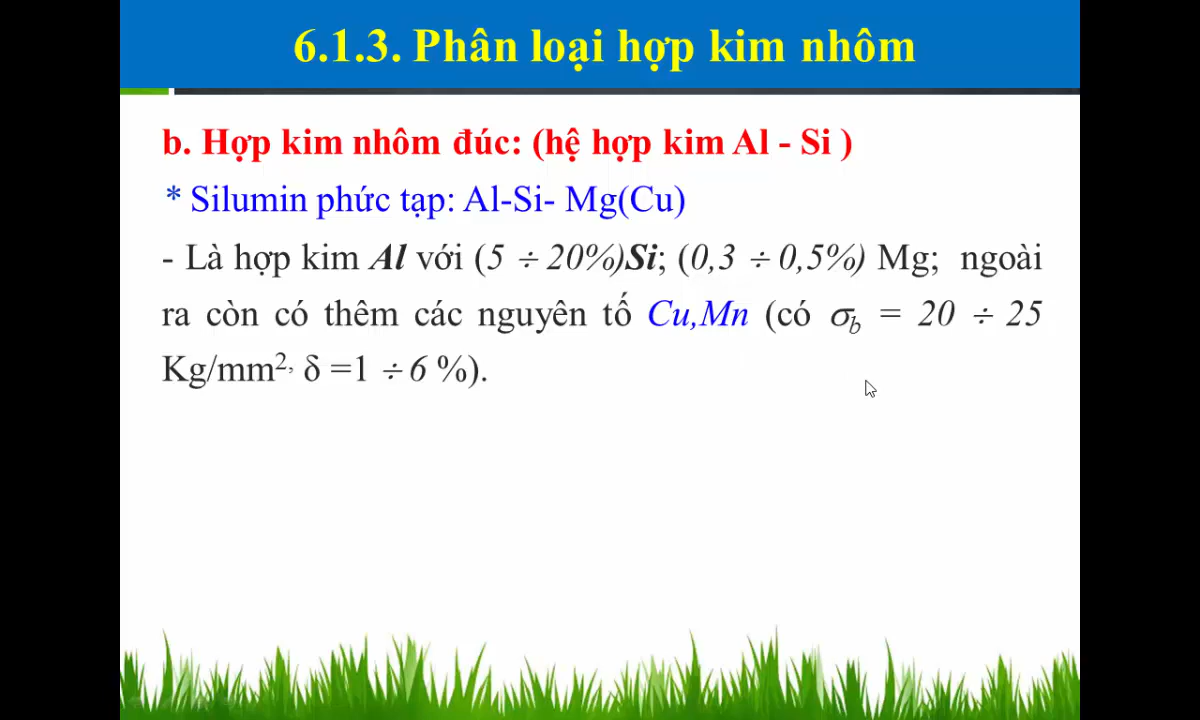 6.1.3. Phân loại hợp kim nhôm
b. Hợp kim nhôm đúc: (hệ hợp kim Al - Si )
* Silumin phức tạp: Al-Si- Mg(Cu)
- Là hợp kim Al với (5 ÷ 20%)Si; (0,3 ÷ 0,5%) Mg; ngoài
ra còn có thêm các nguyên tố Cu,Mn (có σb = 20 ÷ 25
Kg/mm², δ =1 ÷ 6 %).